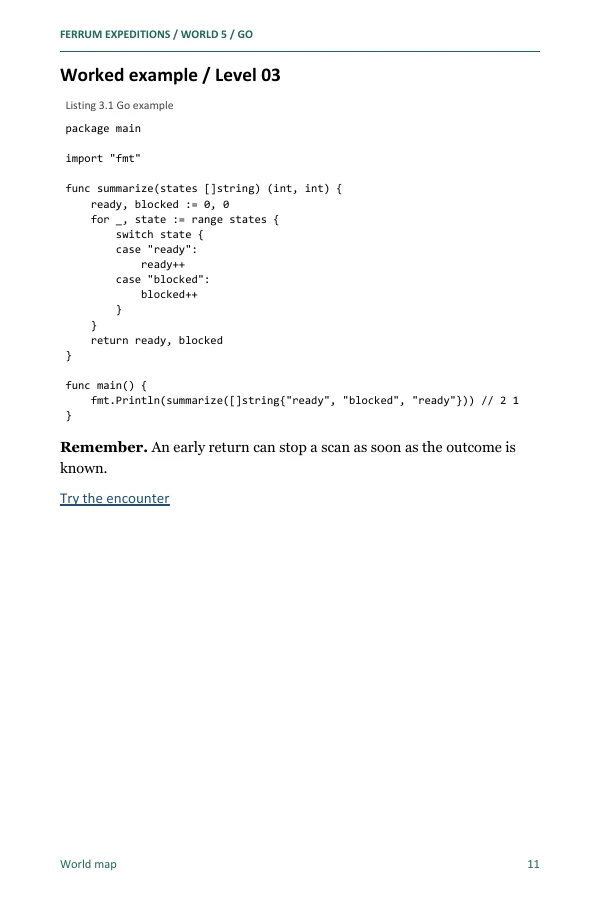 FERRUM EXPEDITIONS / WORLD 5 / GO
Worked example / Level 03
Listing 3.1 Go example
package main

import "fmt"

func summarize(states []string) (int, int) {
    ready, blocked := 0, 0
    for _, state := range states {
        switch state {
        case "ready":
            ready++
        case "blocked":
            blocked++
        }
    }
    return ready, blocked
}

func main() {
    fmt.Println(summarize([]string{"ready", "blocked", "ready"})) // 2 1
}
Remember. An early return can stop a scan as soon as the outcome is
known.
Try the encounter
World map
11